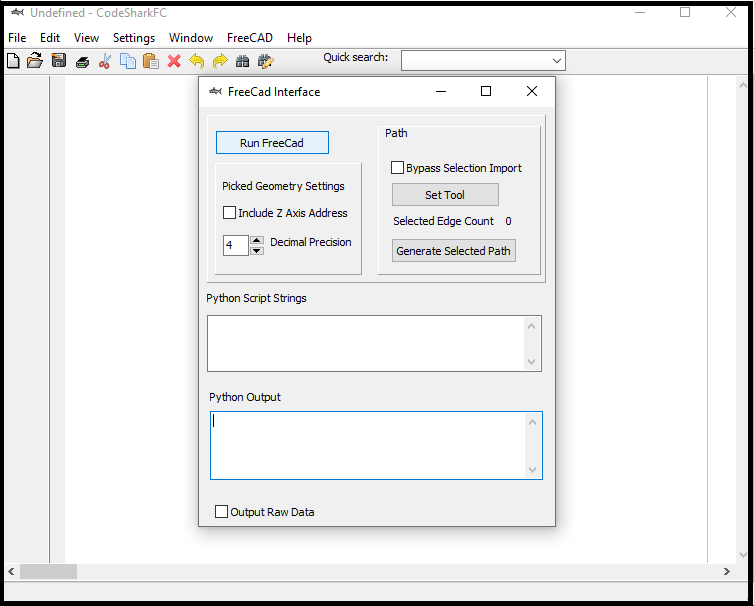 Undefined - CodeSharkFC
File Edit View Settings Window FreeCAD Help
Quick search:
FreeCad Interface
Run FreeCad
Picked Geometry Settings
Include Z Axis Address
4 Decimal Precision
Path
Bypass Selection Import
Set Tool
Selected Edge Count 0
Generate Selected Path
Python Script Strings
Python Output
Output Raw Data